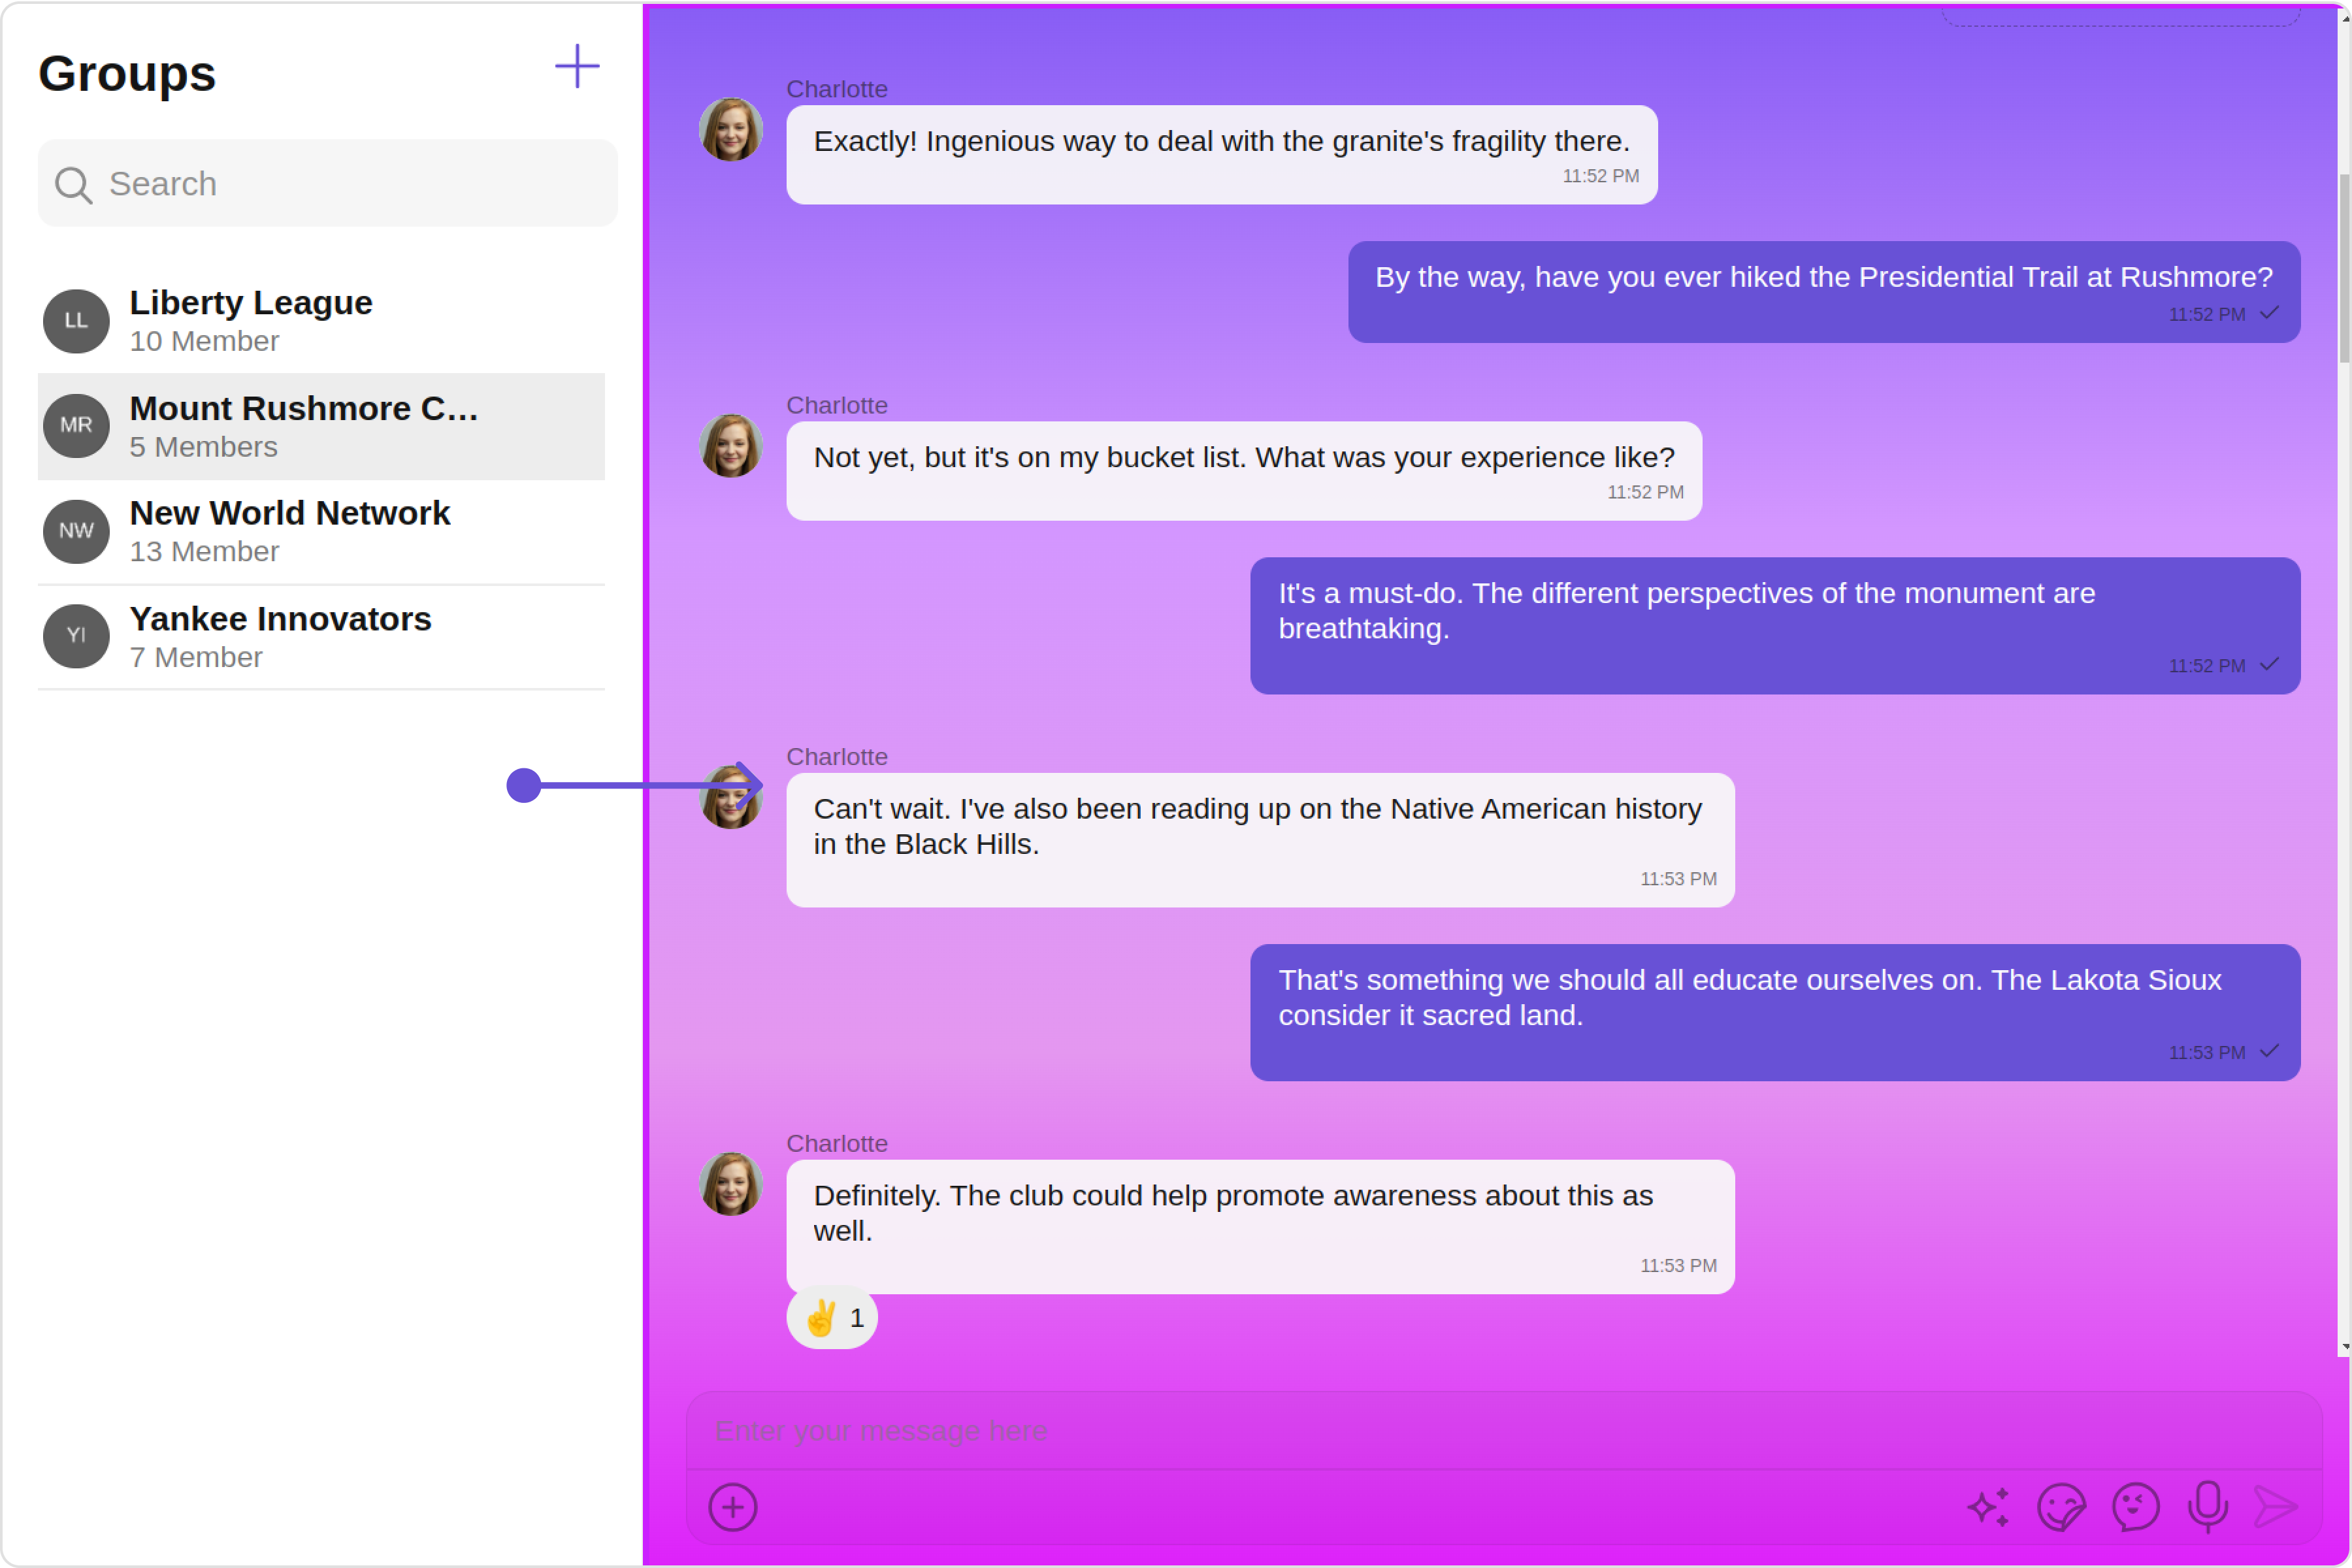 Groups
Search
LL
Liberty League
10 Member
MR
Mount Rushmore C...
5 Members
NW
New World Network
13 Member
YI
Yankee Innovators
7 Member
Charlotte
Exactly! Ingenious way to deal with the granite's fragility there.
11:52 PM
By the way, have you ever hiked the Presidential Trail at Rushmore?
11:52 PM
Charlotte
Not yet, but it's on my bucket list. What was your experience like?
11:52 PM
It's a must-do. The different perspectives of the monument are
breathtaking.
11:52 PM
Charlotte
Can't wait. I've also been reading up on the Native American history
in the Black Hills.
11:53 PM
That's something we should all educate ourselves on. The Lakota Sioux
consider it sacred land.
11:53 PM
Charlotte
Definitely. The club could help promote awareness about this as
well.
11:53 PM
✌️ 1
Enter your message here